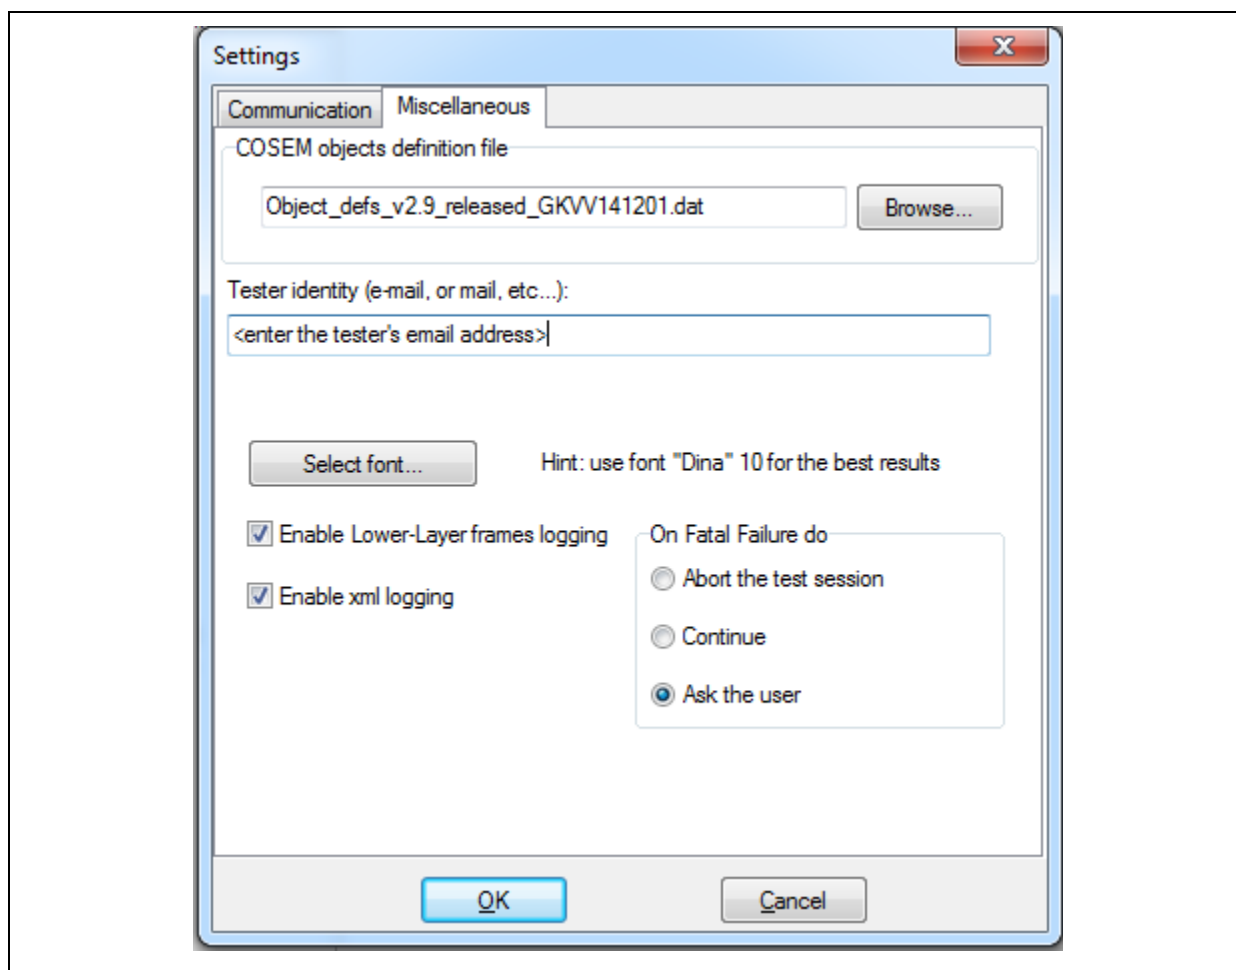 Settings
Communication
Miscellaneous
COSEM objects definition file
Object_defs_v2.9_released_GKVV141201.dat
Browse...
Tester identity (e-mail, or mail, etc...):
<enter the tester's email address>
Select font...
Hint: use font "Dina" 10 for the best results
Enable Lower-Layer frames logging
Enable xml logging
On Fatal Failure do
Abort the test session
Continue
Ask the user
OK
Cancel